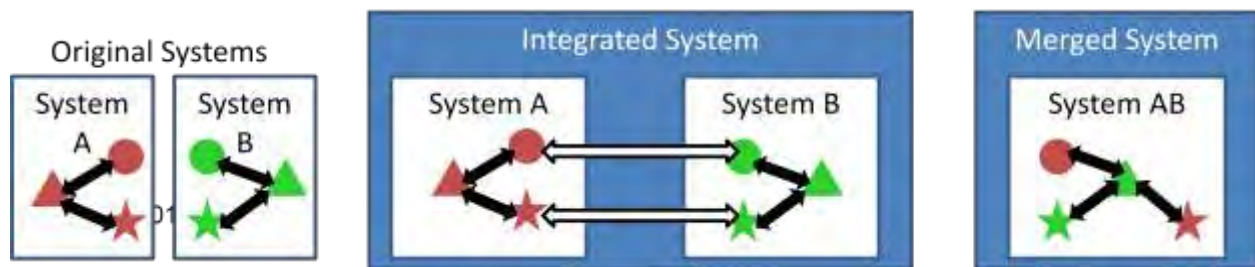 Original Systems
System
A
System
B
Integrated System
System A
System B
Merged System
System AB